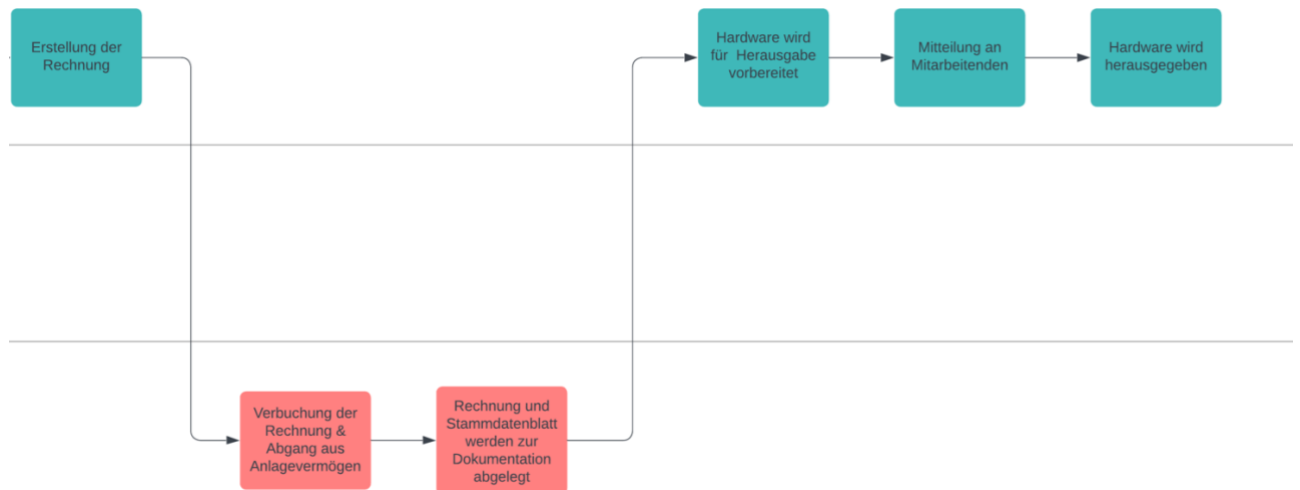 Erstellung der
Rechnung
Hardware wird
für Herausgabe
vorbereitet
Mitteilung an
Mitarbeitenden
Hardware wird
herausgegeben
Verbuchung der
Rechnung &
Abgang aus
Anlagevermögen
Rechnung und
Stammdatenblatt
werden zur
Dokumentation
abgelegt